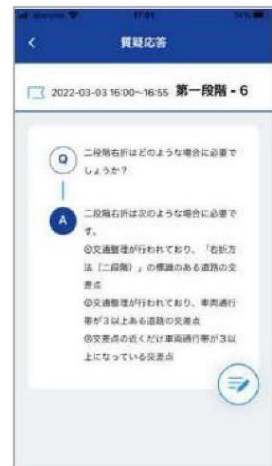 docomo 17:01
質疑応答
2022-03-03 16:00~16:55 第一段階 - 6
Q 二段階右折はどのような場合に必要で
しょうか?
A 二段階右折は次のような場合に必要で
す。
①交通整理が行われており、「右折方
法(二段階)」の標識のある道路の交
差点
②交通整理が行われており、車両通行
帯が3以上ある道路の交差点
③交差点の近くだけ車両通行帯が3以
上になっている交差点